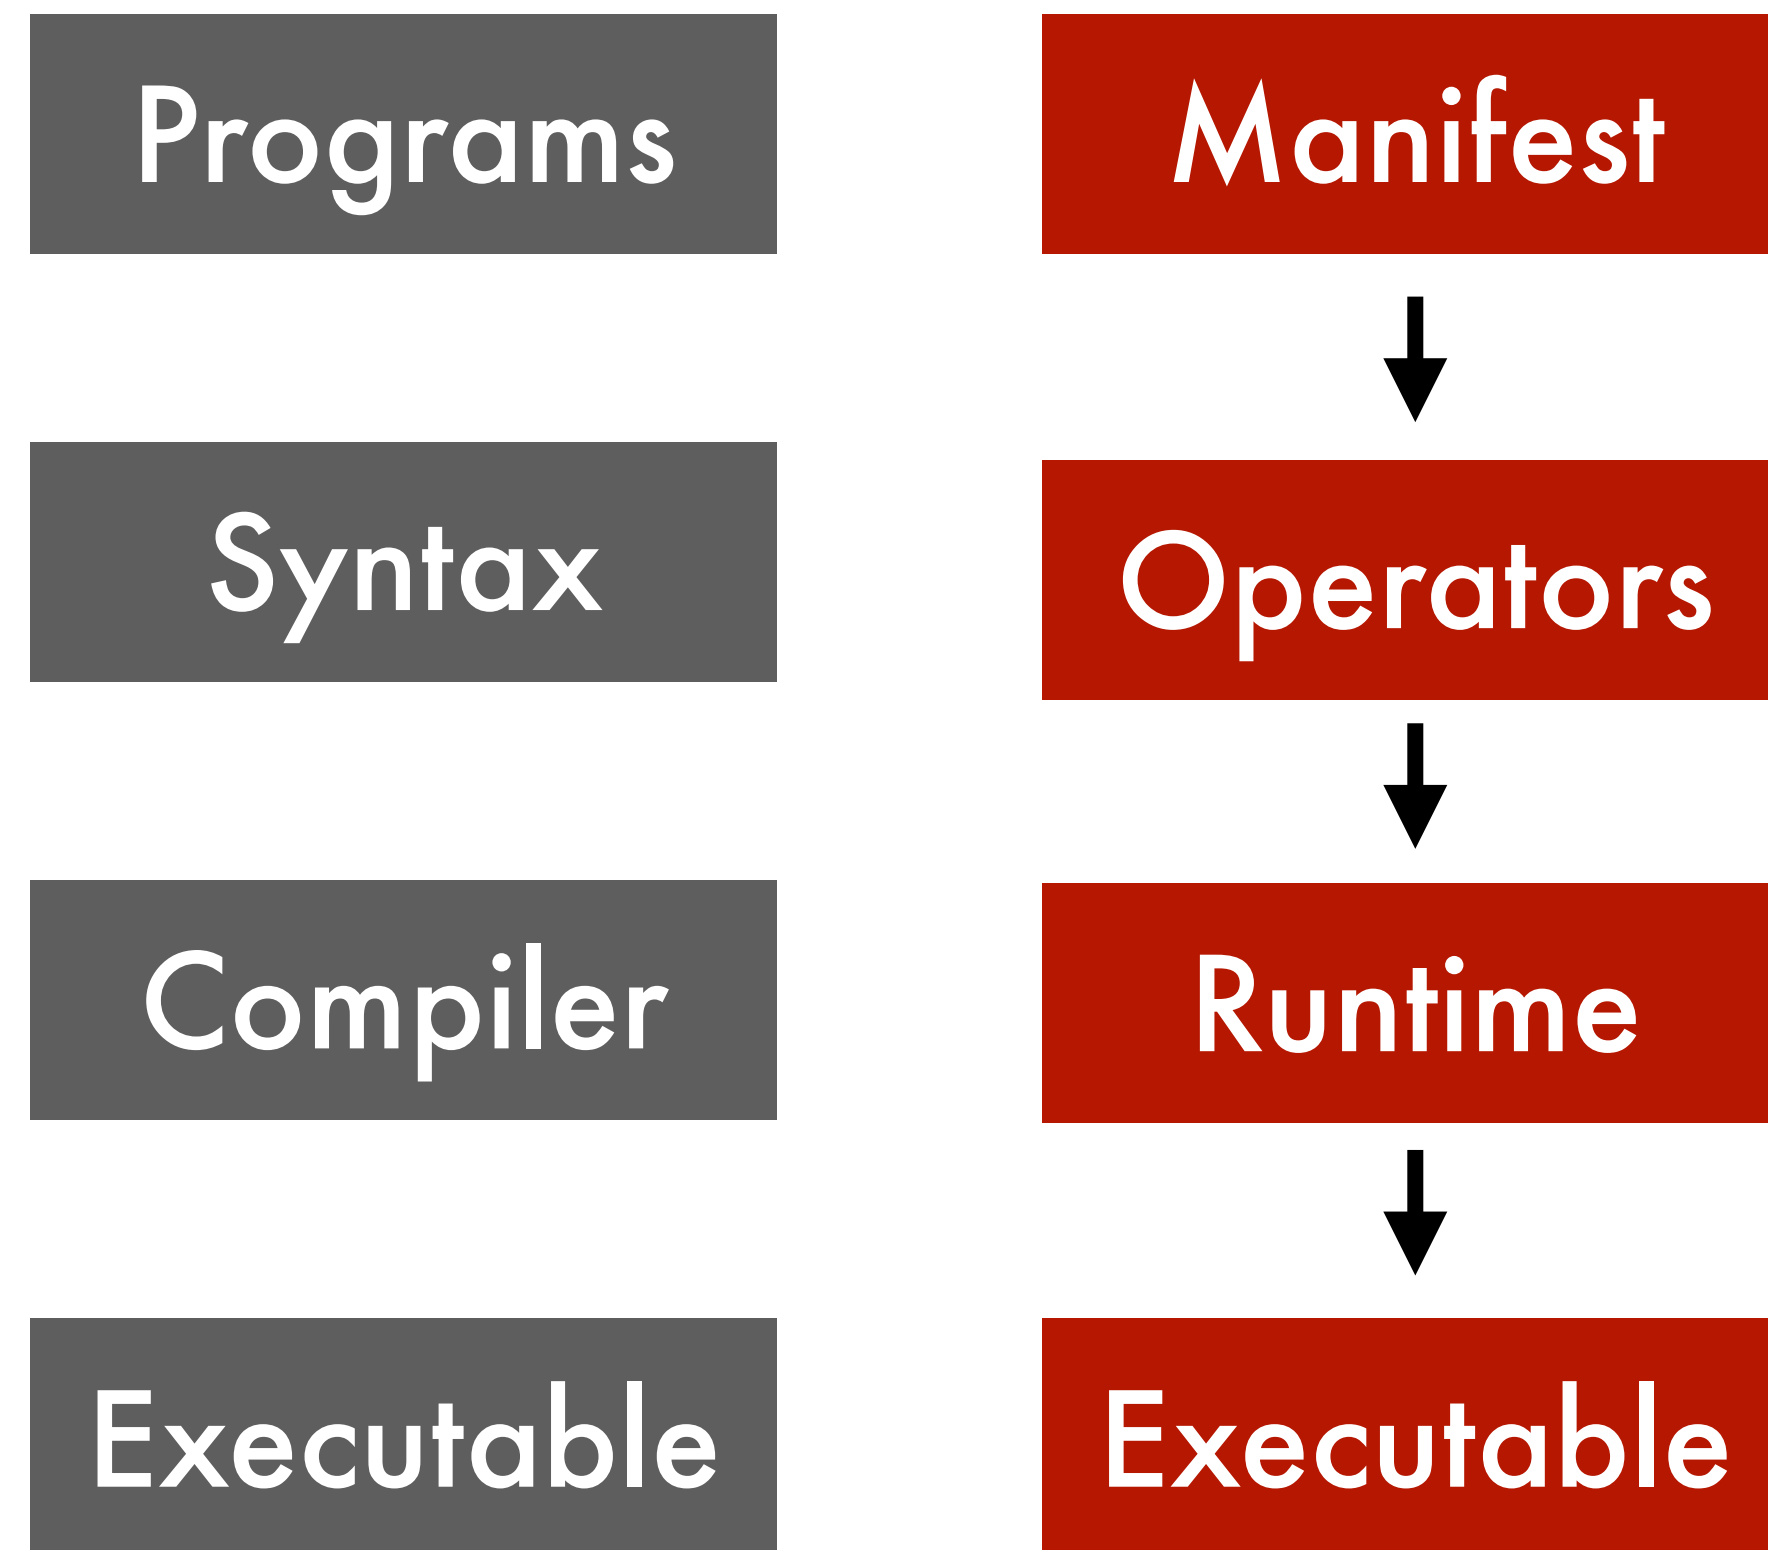 Programs
Manifest
Syntax
Operators
Compiler
Runtime
Executable
Executable